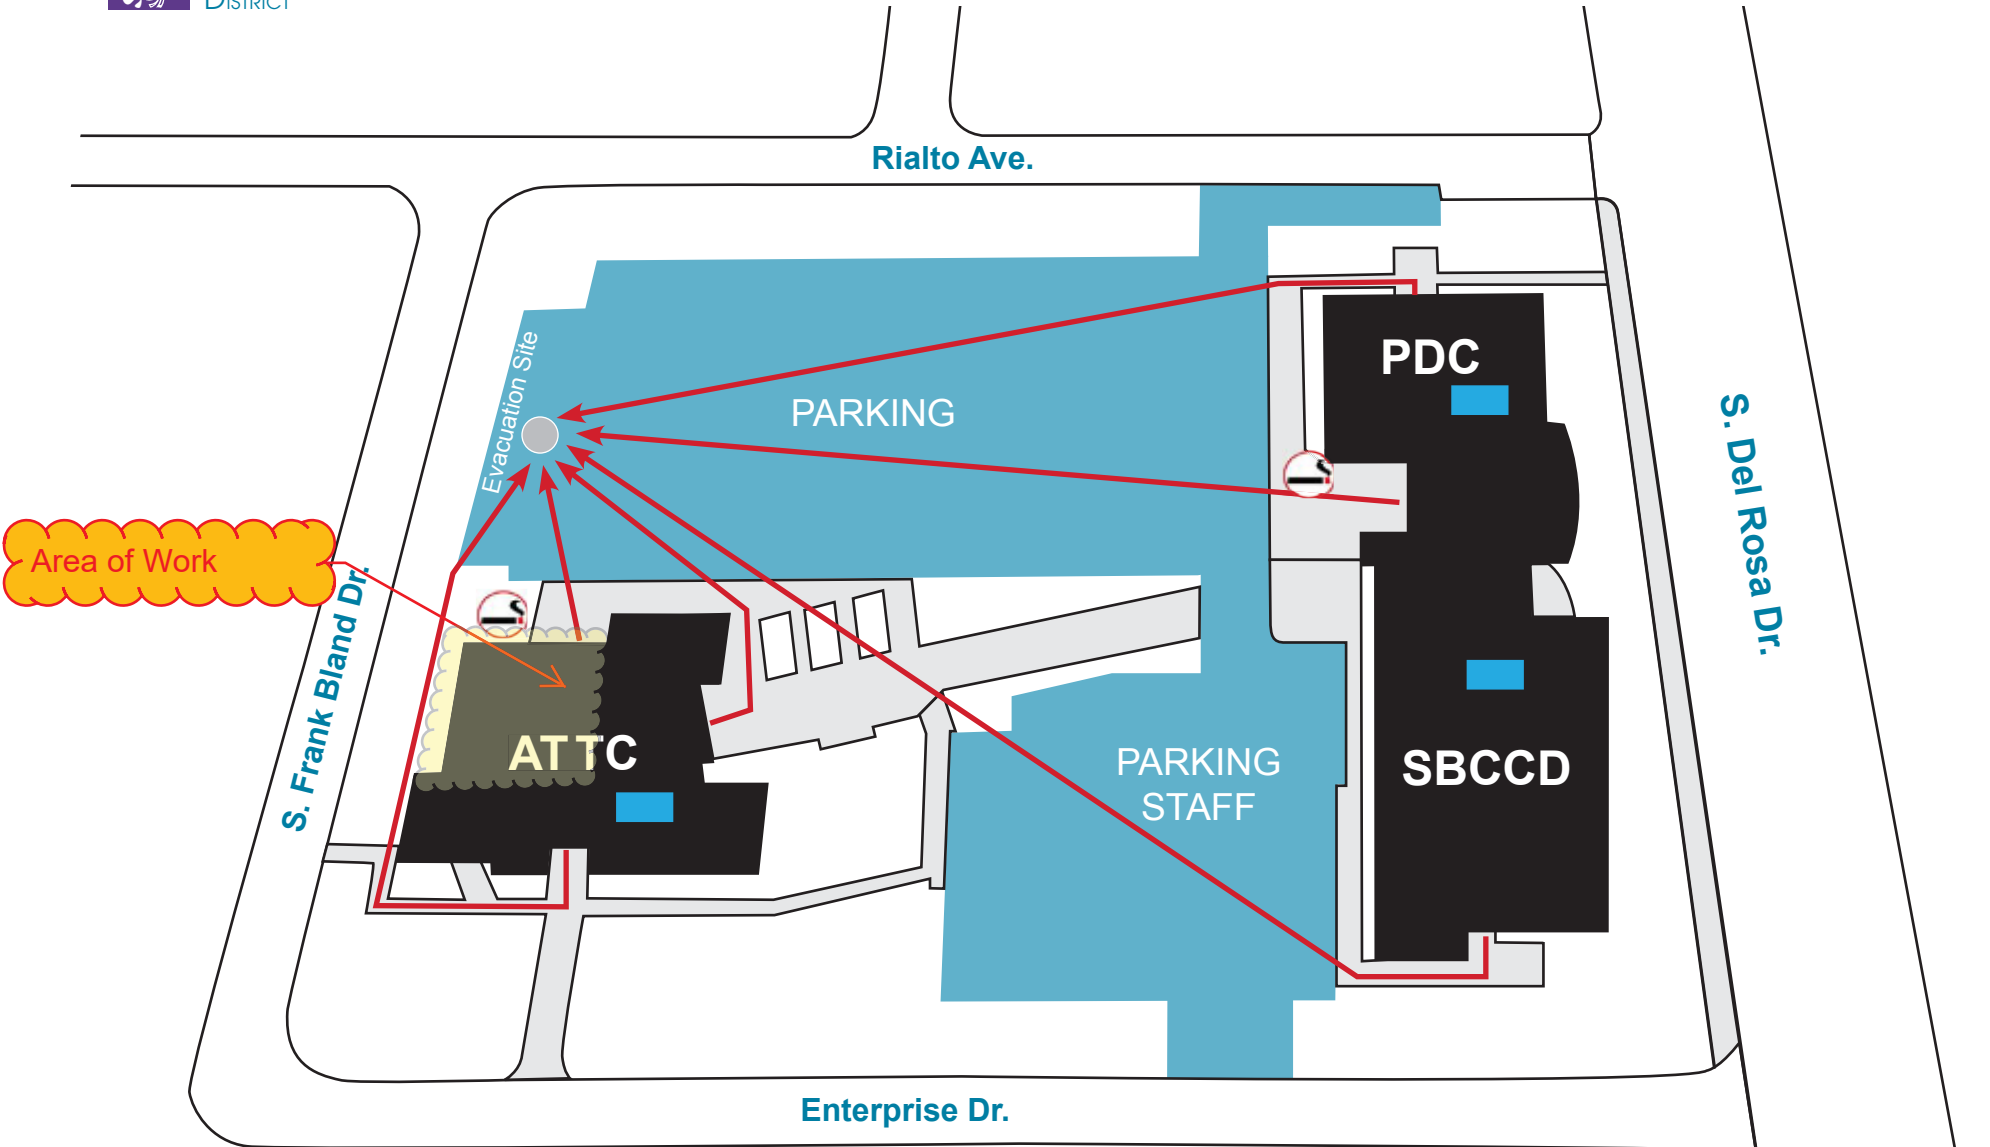 DISTRICT
Rialto Ave.
PDC
PARKING
Evacuation Site
S. Del Rosa Dr.
Area of Work
S. Frank Bland Dr.
ATTC
PARKING
STAFF
SBCCD
Enterprise Dr.